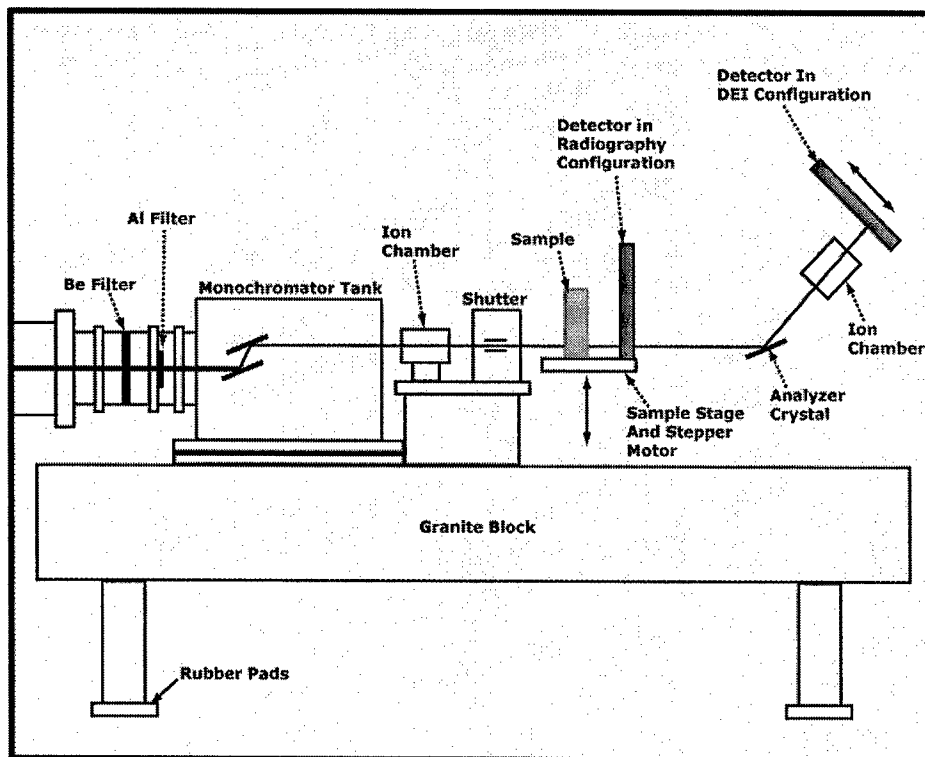 Detector In
DEI Configuration
Detector in
Radiography
Configuration
Al Filter
Ion
Chamber
Sample
Be Filter
Monochromator Tank
Shutter
Ion
Chamber
Analyzer
Crystal
Sample Stage
And Stepper
Motor
Granite Block
Rubber Pads